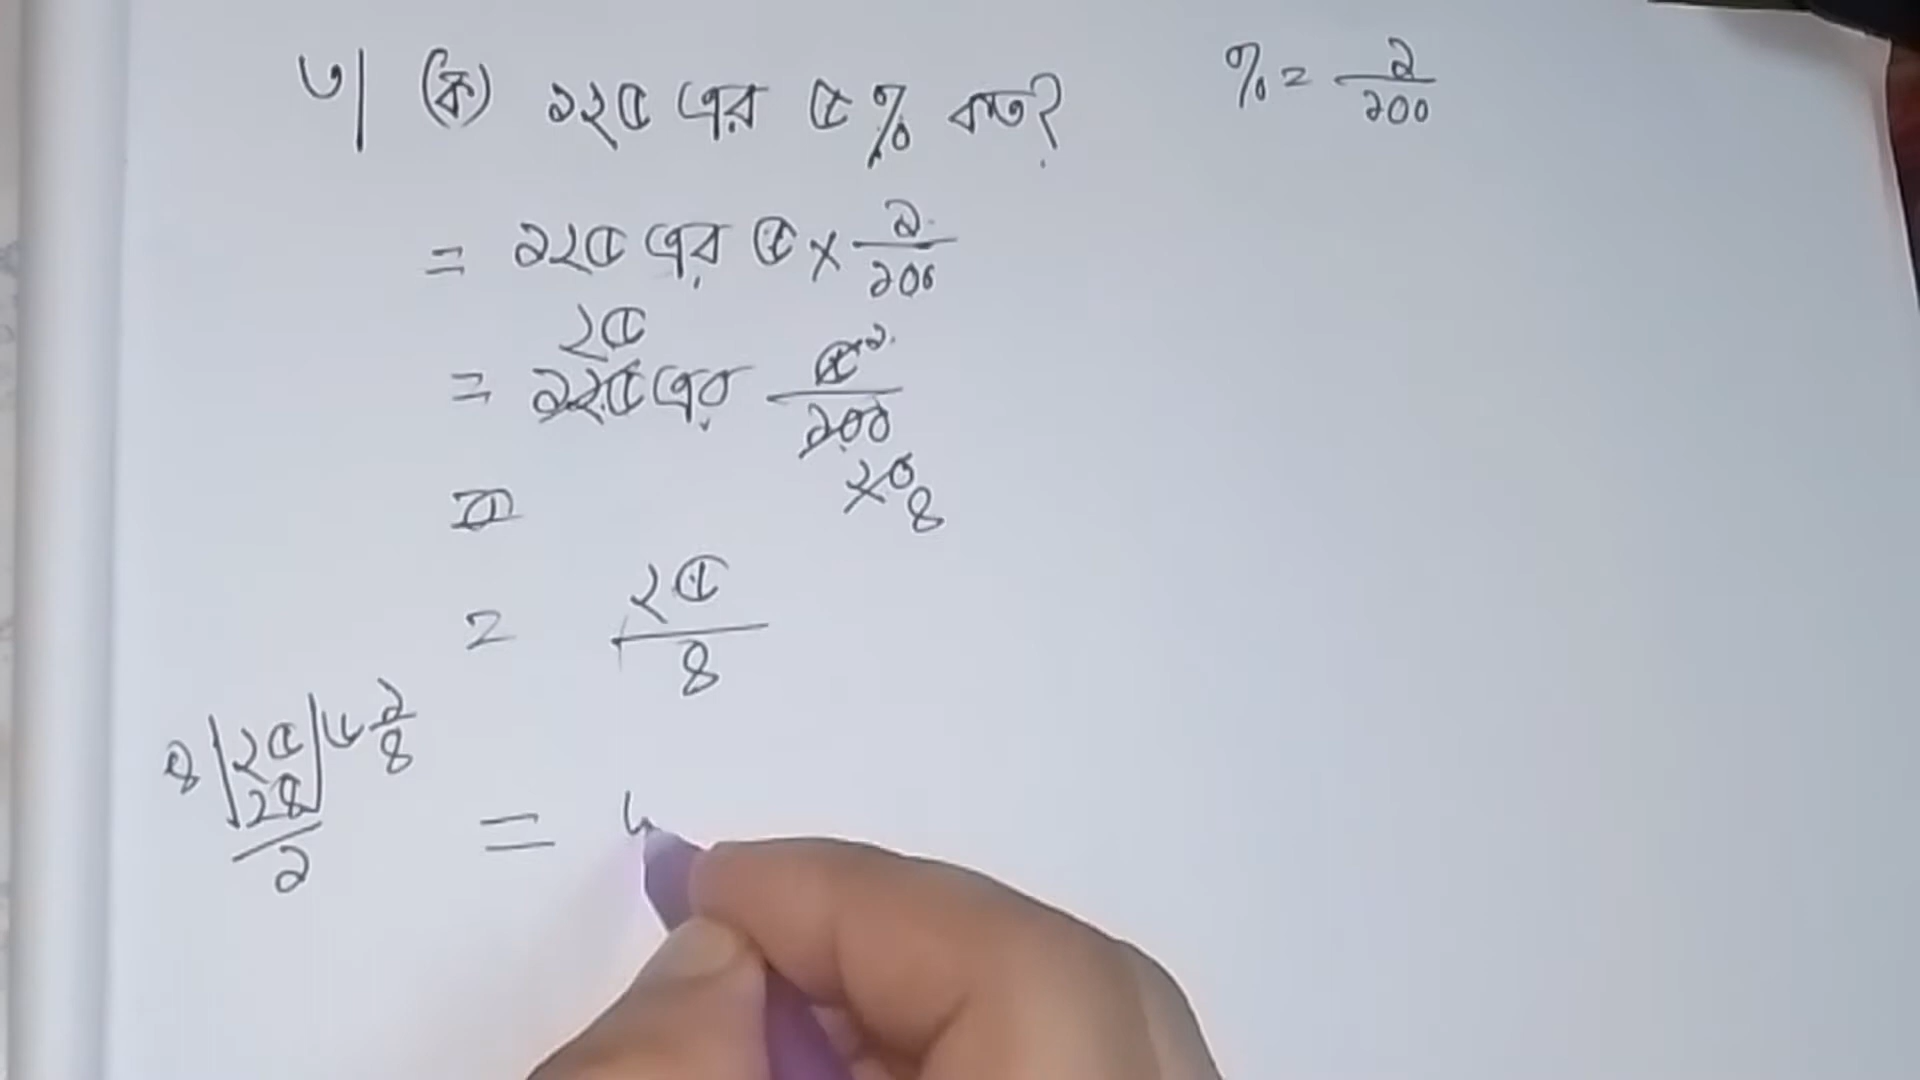 ৩| (ক) ১২৫ এর ৫% কত?
% = ১/১০০
= ১২৫ এর ৫ × ১/১০০
২৫
= ১২৫ এর ৫/১০০ ১
২০ ৪
= ২৫/৪
৪|২৫|৬ ১/৪
২৪
১
= ৬